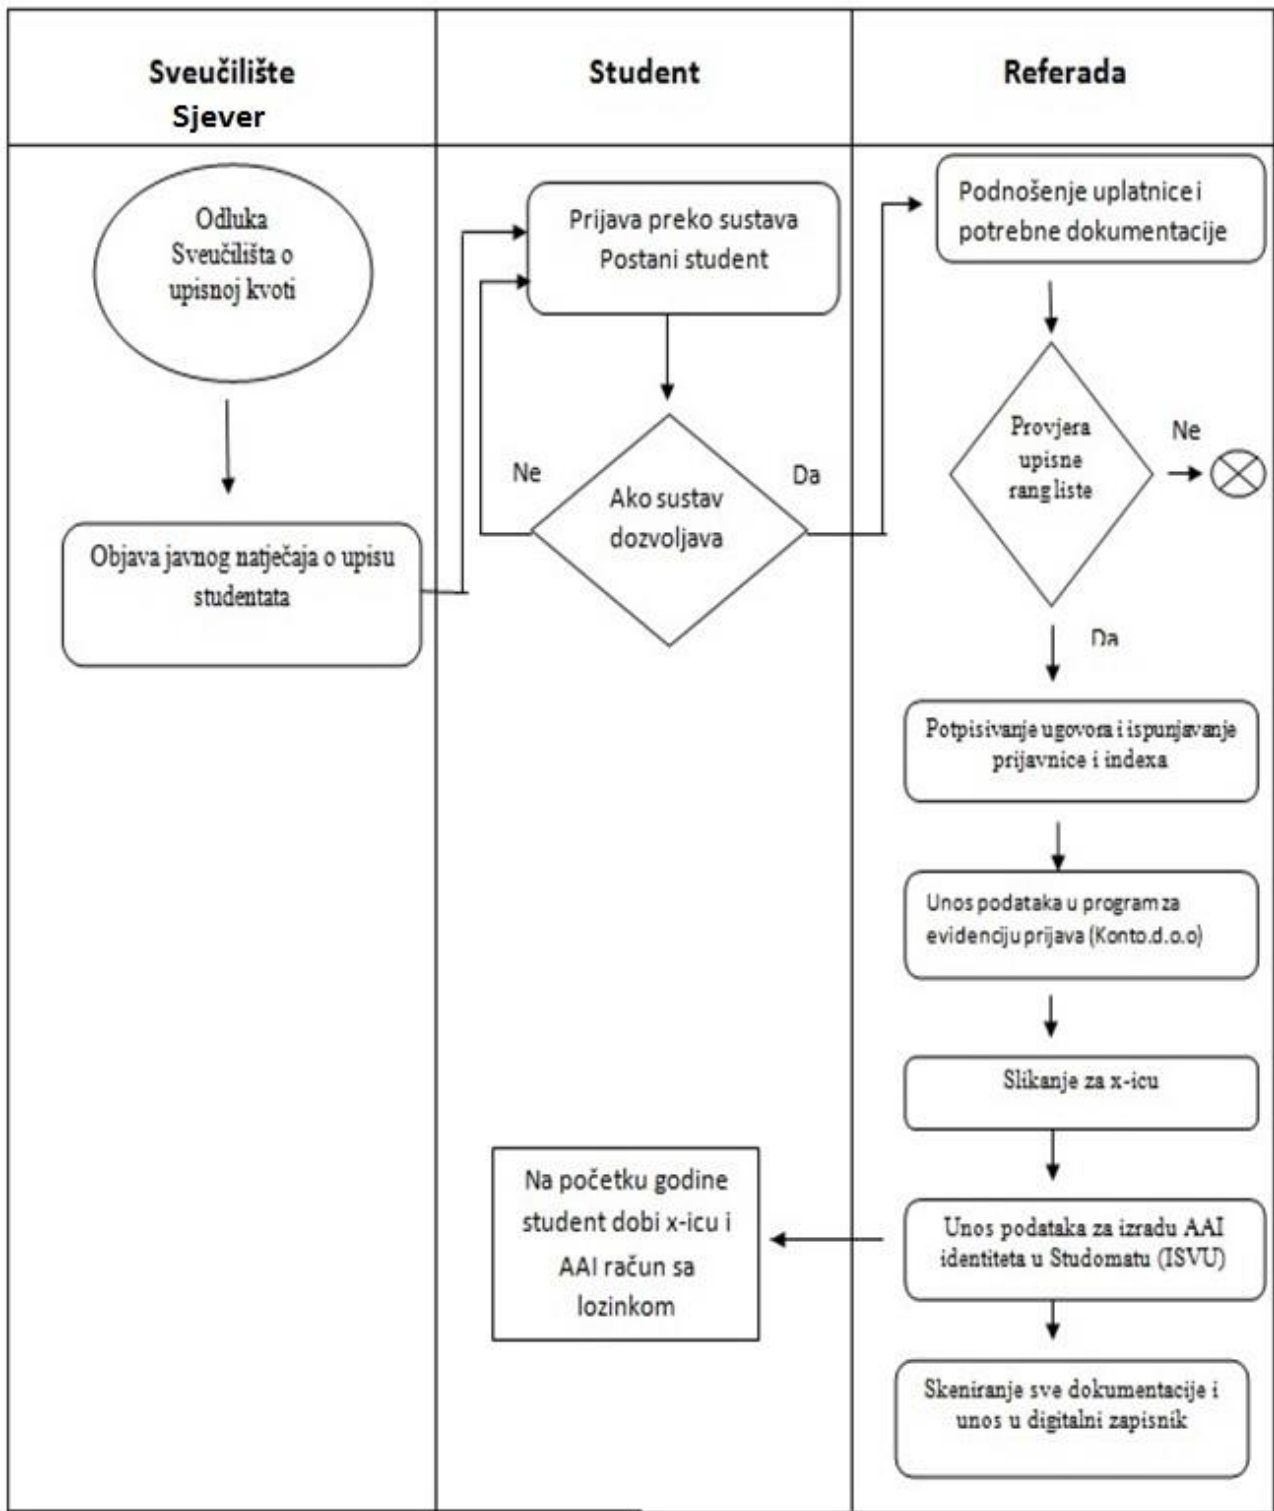 Sveučilište
Sjever
Student
Referada
Odluka
Sveučilišta o
upisnoj kvoti
Objava javnog natječaja o upisu
studentata
Prijava preko sustava
Postani student
Ne
Ako sustav
dozvoljava
Da
Na početku godine
student dobi x-icu i
AAI račun sa
lozinkom
Podnošenje uplatnice i
potrebne dokumentacije
Provjera
upisne
rang liste
Ne
Da
Potpisivanje ugovora i ispunjavanje
prijavnice i indexa
Unos podataka u program za
evidenciju prijava (Konto.d.o.o)
Slikanje za x-icu
Unos podataka za izradu AAI
identiteta u Studomatu (ISVU)
Skeniranje sve dokumentacije i
unos u digitalni zapisnik